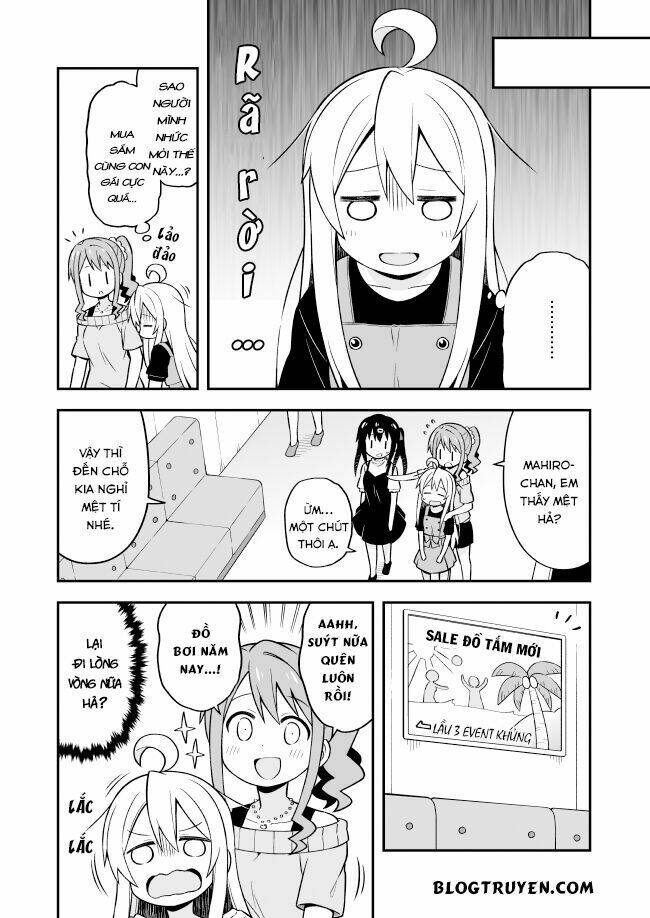 Rã rời
...
.........
SAO
NGƯỜI
MÌNH
NHỨC
MỎI THẾ
NÀY...?
MUA
SẮM
CÙNG CON
GÁI CỰC
QUÁ...
Lảo
đảo
MAHIRO-
CHAN, EM
THẤY MỆT
HẢ?
ỪM...
MỘT CHÚT
THÔI Ạ.
VẬY THÌ
ĐẾN CHỖ
KIA NGHỈ
MỆT TÍ
NHÉ.
SALE ĐỒ TẮM MỚI
LẦU 3 EVENT KHỦNG
AAHH,
SUÝT NỮA
QUÊN
LUÔN
RỒI!
ĐỒ
BƠI NĂM
NAY...!
LẠI
ĐI LÒNG
VÒNG NỮA
HẢ?
LẮC
LẮC
BLOGTRUYEN.COM